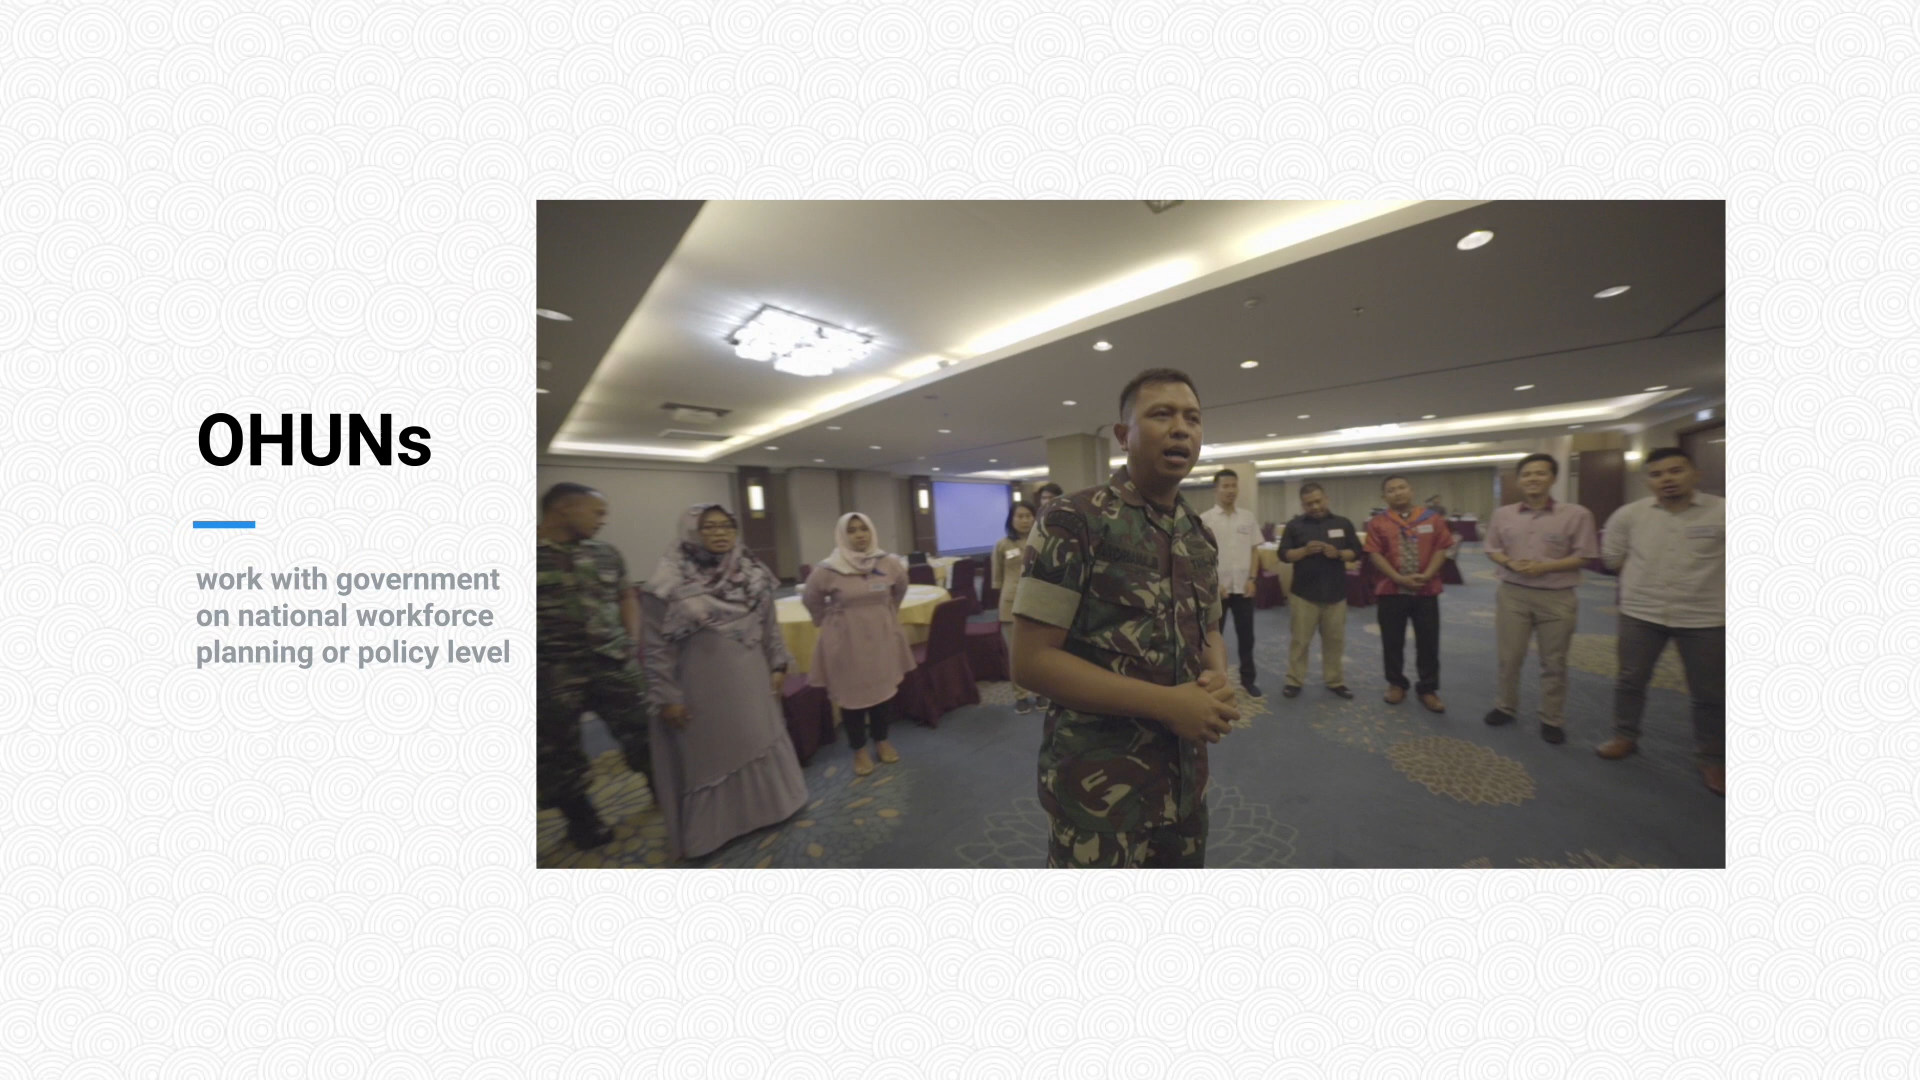 OHUNs
work with government
on national workforce
planning or policy level